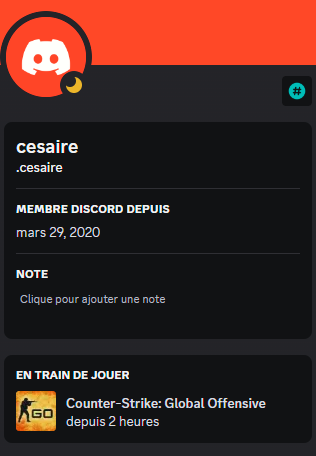 #
cesaire
.cesaire
MEMBRE DISCORD DEPUIS
mars 29, 2020
NOTE
Clique pour ajouter une note
EN TRAIN DE JOUER
GO
Counter-Strike: Global Offensive
depuis 2 heures